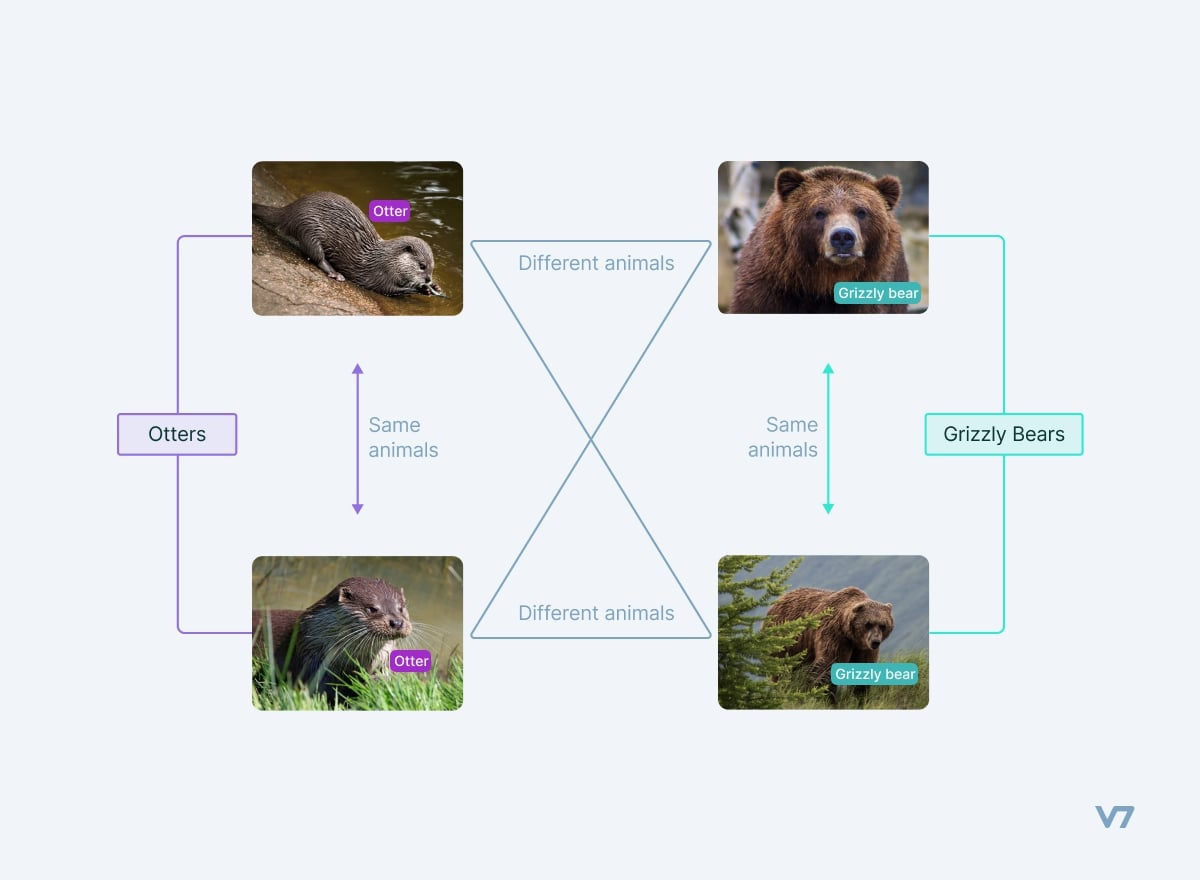 Otter
Different animals
Grizzly bear
Otters
Same
animals
Same
animals
Grizzly Bears
Different animals
Otter
Grizzly bear
V7